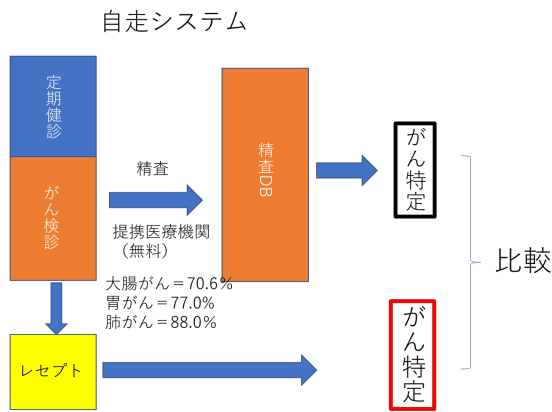 自走システム
定期健診
がん検診
精査
提携医療機関
（無料）
大腸がん＝70.6%
胃がん＝77.0%
肺がん＝88.0%
精査DB
がん特定
比較
レセプト
がん特定